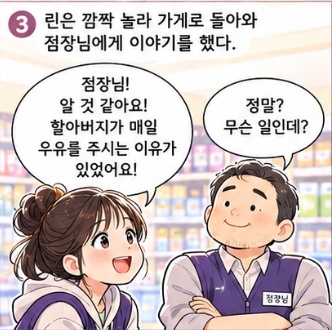 3 린은 깜짝 놀라 가게로 돌아와
점장님에게 이야기를 했다.
점장님!
알 것 같아요!
할아버지가 매일
우유를 주시는 이유가
있었어요!
정말?
무슨 일인데?
점장님